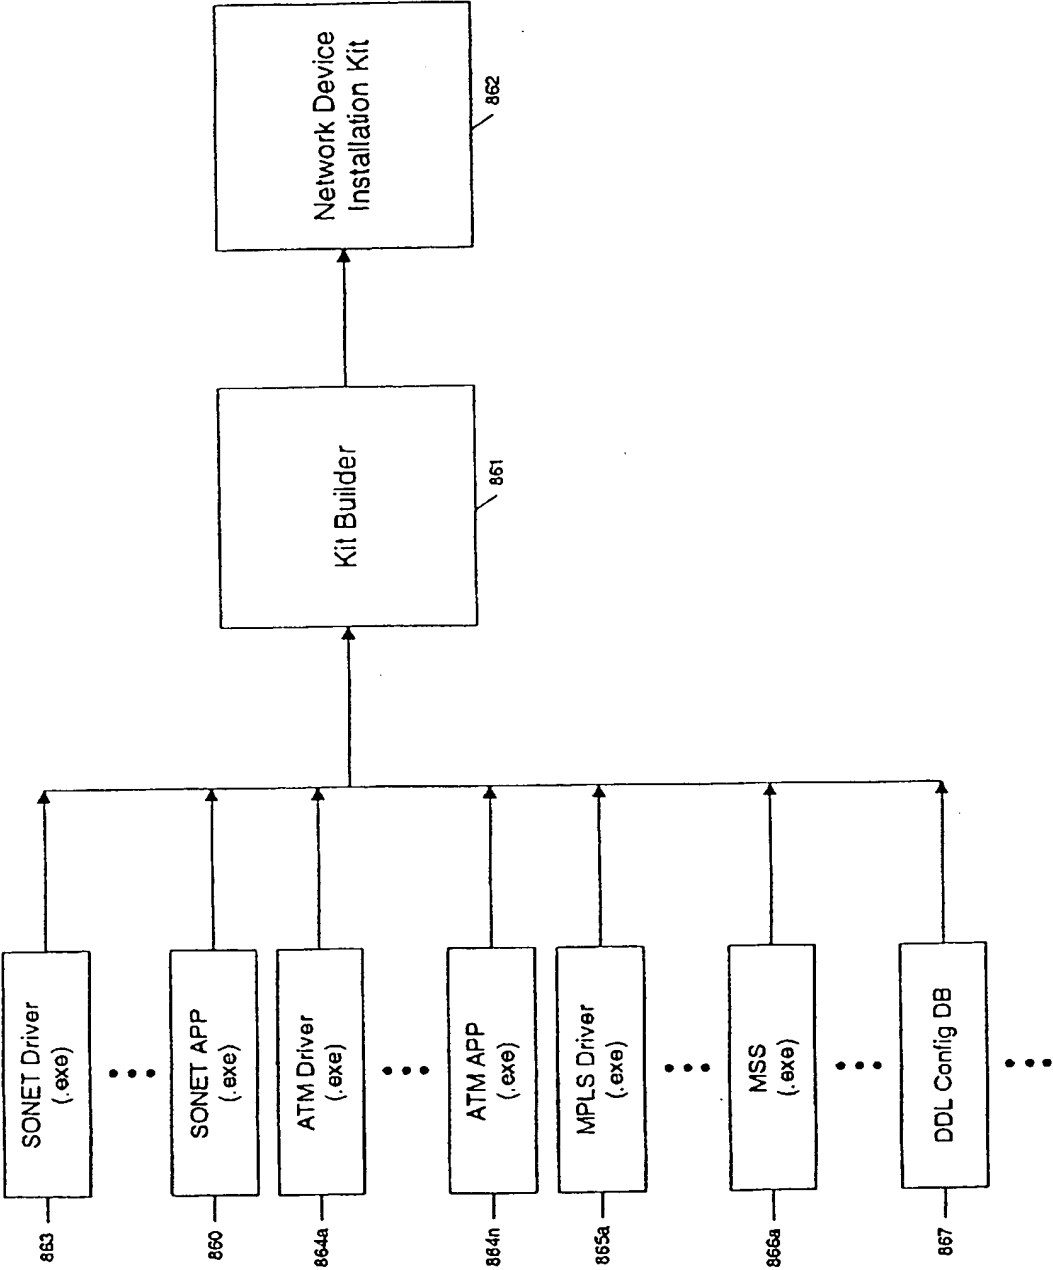 863
SONET Driver
(.exe)
860
SONET APP
(.exe)
864a
ATM Driver
(.exe)
864n
ATM APP
(.exe)
865a
MPLS Driver
(.exe)
866a
MSS
(.exe)
867
DDL Config DB
Kit Builder
861
Network Device
Installation Kit
862